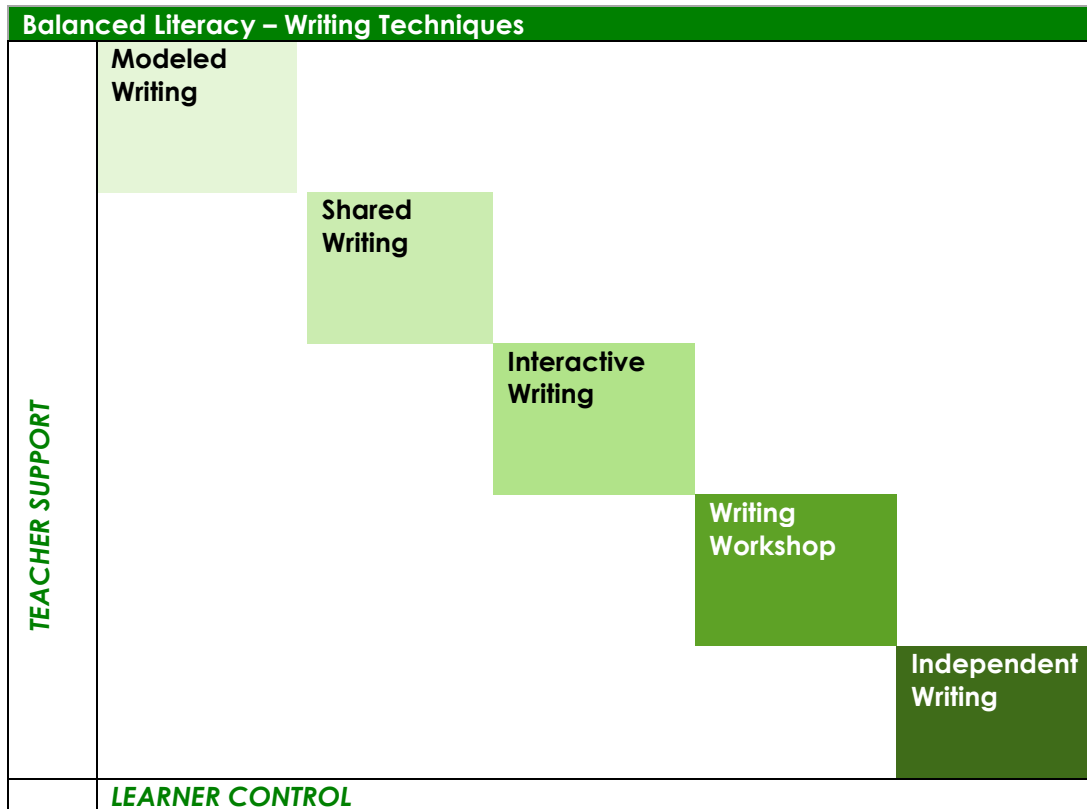 Balanced Literacy – Writing Techniques
Modeled
Writing
Shared
Writing
Interactive
Writing
Writing
Workshop
Independent
Writing
TEACHER SUPPORT
LEARNER CONTROL